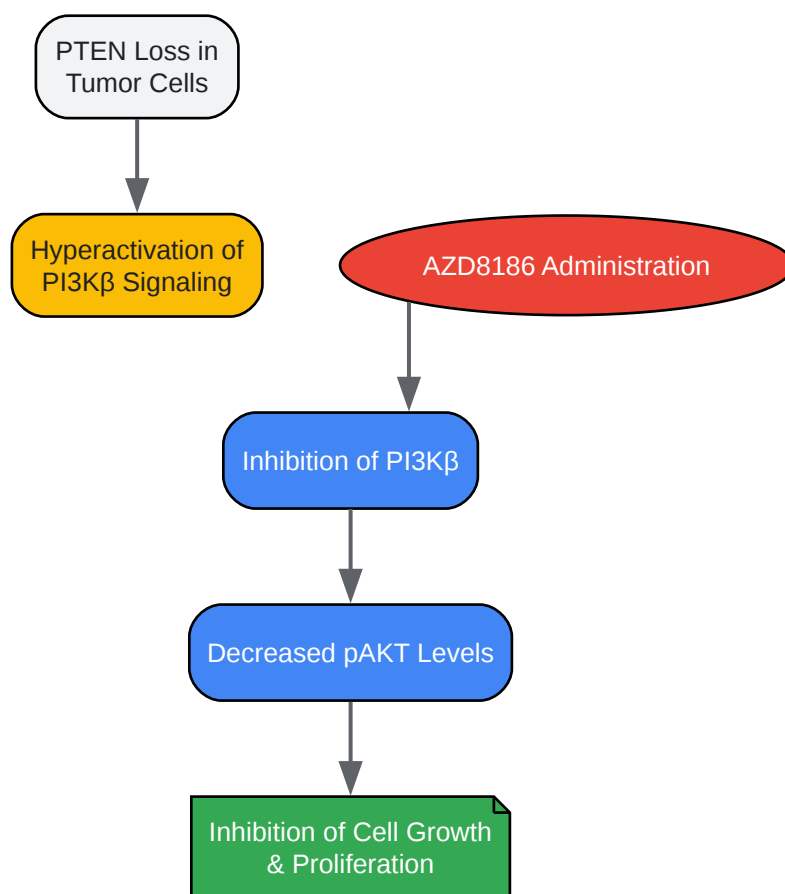 PTEN Loss in
Tumor Cells
Hyperactivation of
PI3Kβ Signaling
AZD8186 Administration
Inhibition of PI3Kβ
Decreased pAKT Levels
Inhibition of Cell Growth
& Proliferation